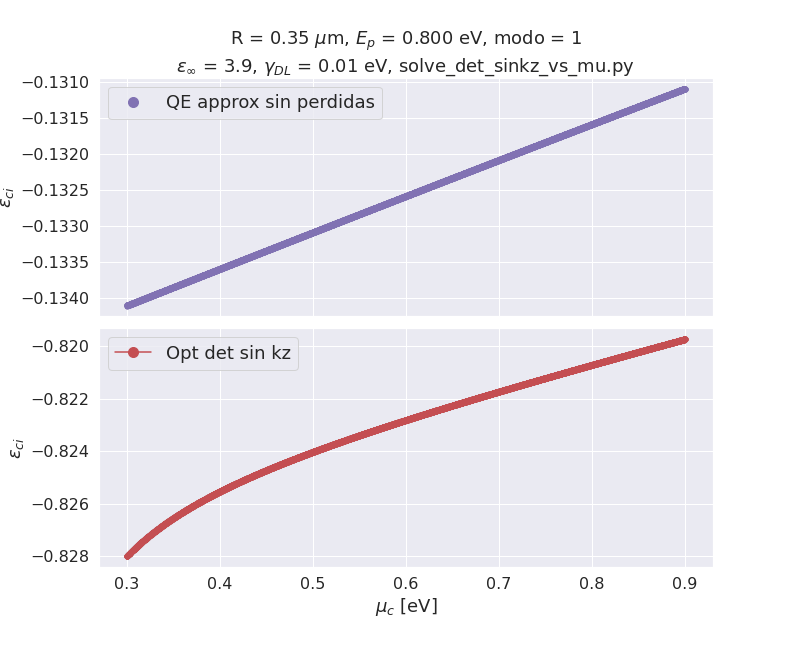 R = 0.35 μm, E_p = 0.800 eV, modo = 1
ε_∞ = 3.9, γ_DL = 0.01 eV, solve_det_sinkz_vs_mu.py
−0.1310
QE approx sin perdidas
−0.1315
−0.1320
−0.1325
ε_ci
−0.1330
−0.1335
−0.1340
−0.820
Opt det sin kz
−0.822
−0.824
ε_ci
−0.826
−0.828
0.3 0.4 0.5 0.6 0.7 0.8 0.9
μ_c [eV]